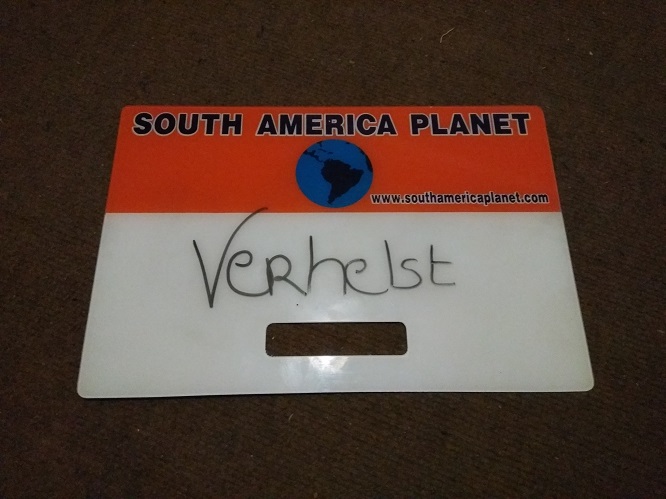 SOUTH AMERICA PLANET
www.southamericaplanet.com
Verhelst